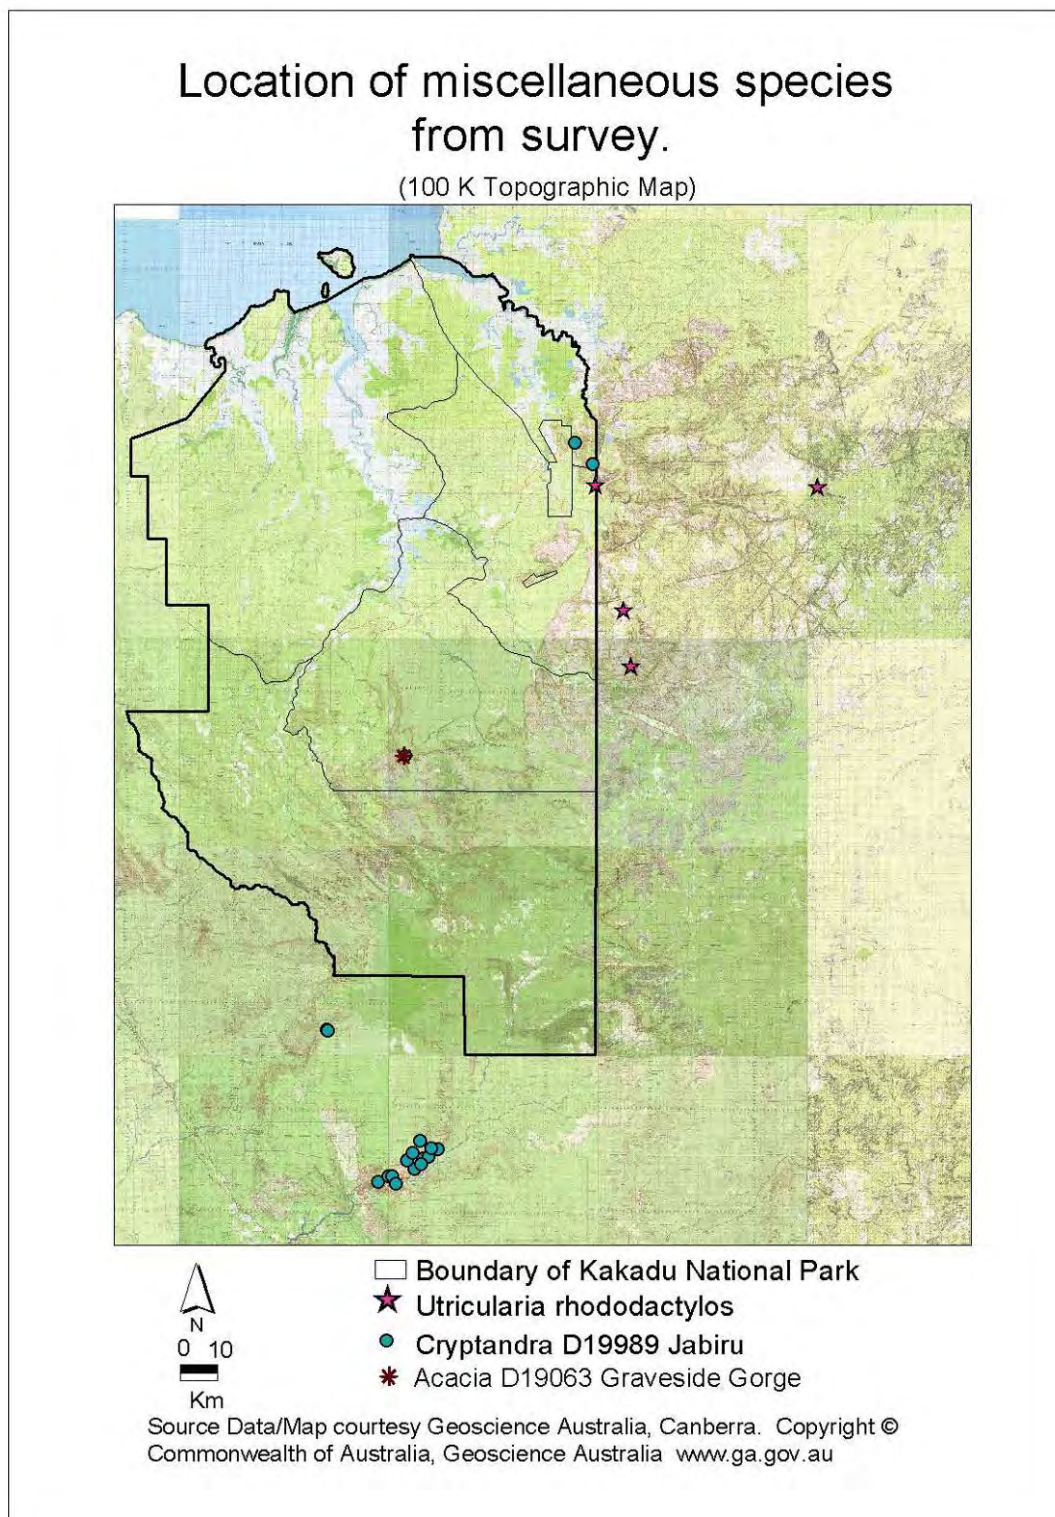 Location of miscellaneous species
from survey.
(100 K Topographic Map)
N
0 10
Km
Boundary of Kakadu National Park
Utricularia rhododactylos
Cryptandra D19989 Jabiru
Acacia D19063 Graveside Gorge
Source Data/Map courtesy Geoscience Australia, Canberra.  Copyright ©
Commonwealth of Australia, Geoscience Australia  www.ga.gov.au